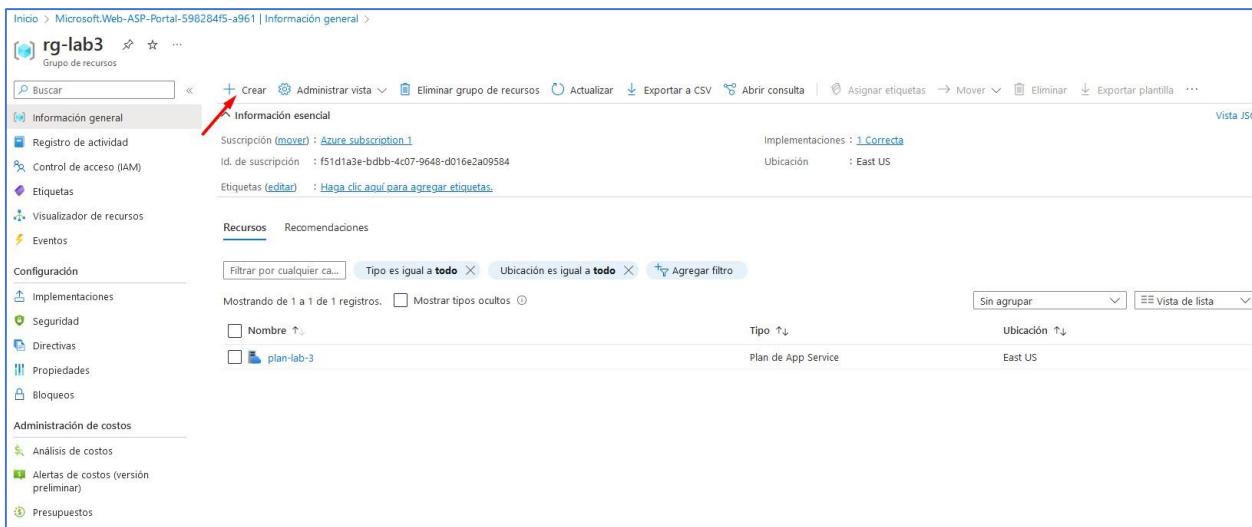 Inicio > Microsoft.Web-ASP-Portal-598284f5-a961 | Información general >
rg-lab3 ...
Grupo de recursos
Buscar «
+ Crear Administrar vista Eliminar grupo de recursos Actualizar Exportar a CSV Abrir consulta | Asignar etiquetas Mover Eliminar Exportar plantilla ...
Información general
Registro de actividad
Control de acceso (IAM)
Etiquetas
Visualizador de recursos
Eventos
Configuración
Implementaciones
Seguridad
Directivas
Propiedades
Bloqueos
Administración de costos
Análisis de costos
Alertas de costos (versión
preliminar)
Presupuestos
Información esencial
Vista JSO
Suscripción (mover) : Azure subscription 1
Implementaciones : 1 Correcta
Id. de suscripción : f51d1a3e-bdbb-4c07-9648-d016e2a09584
Ubicación : East US
Etiquetas (editar) : Haga clic aquí para agregar etiquetas.
Recursos Recomendaciones
Filtrar por cualquier ca... Tipo es igual a todo Ubicación es igual a todo Agregar filtro
Mostrando de 1 a 1 de 1 registros. Mostrar tipos ocultos
Sin agrupar Vista de lista
Nombre ↑↓ Tipo ↑↓ Ubicación ↑↓
plan-lab-3 Plan de App Service East US